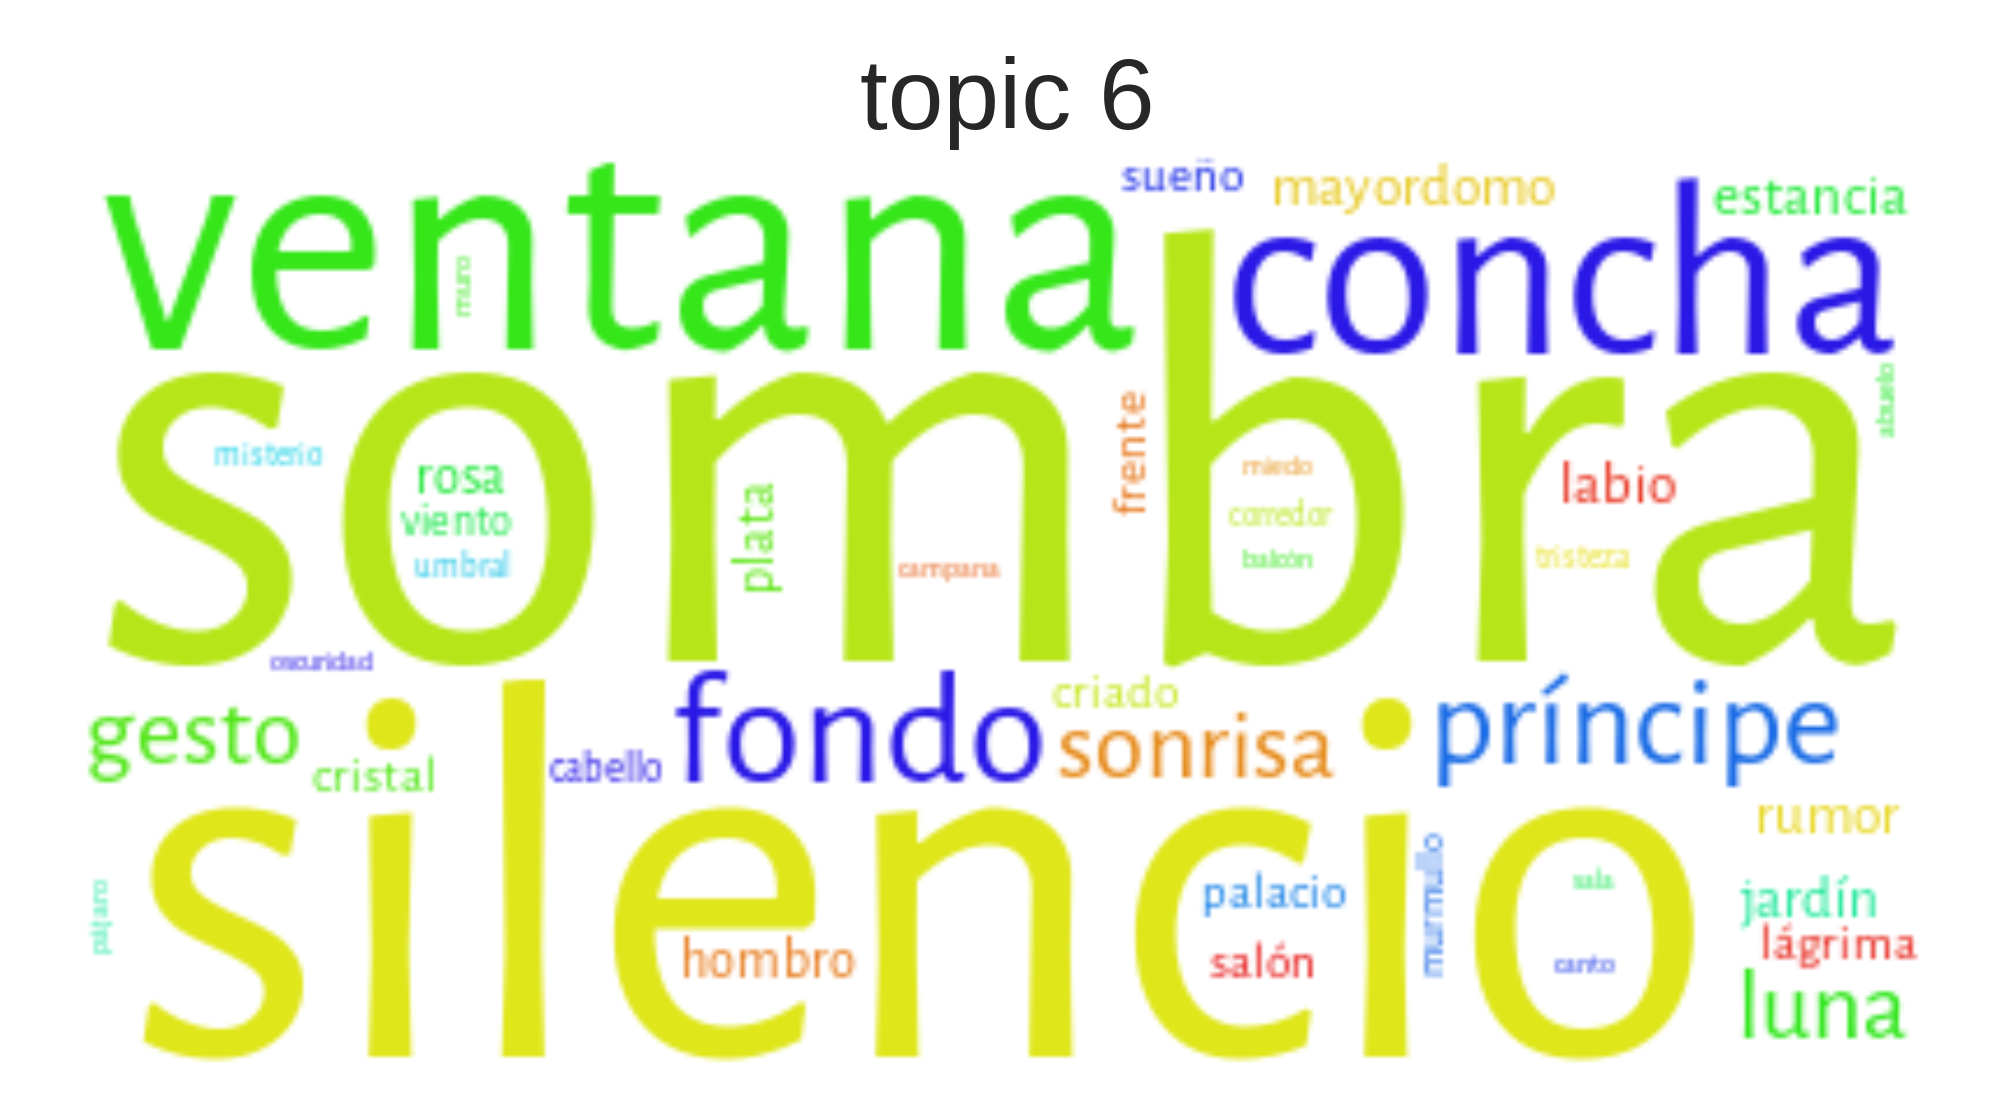 topic 6
ventana
sueño
mayordomo
estancia
concha
muro
sombra
abuelo
frente
misterio
rosa
viento
umbral
plata
campana
miedo
corredor
balcón
labio
tristeza
oscuridad
gesto
cristal
cabello
fondo
criado
sonrisa
príncipe
silencio
rumor
pájaro
hombro
palacio
salón
murmullo
sala
canto
jardín
lágrima
luna